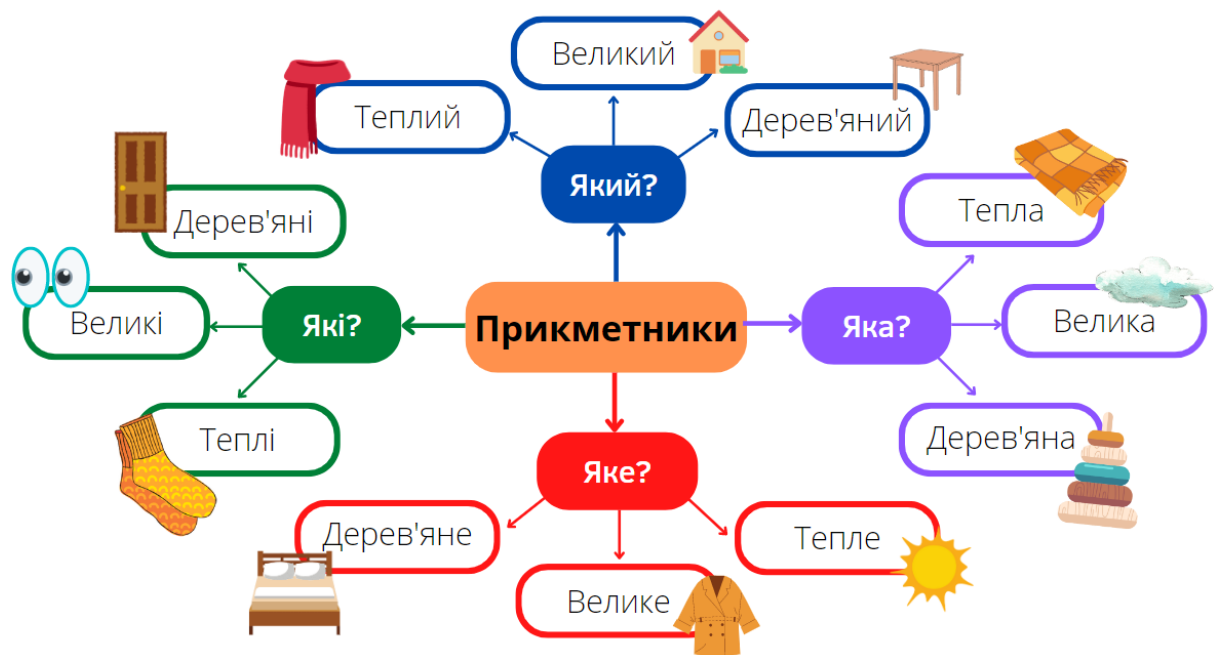 Великий
Теплий
Дерев'яний
Який?
Тепла
Дерев'яні
Великі
Які?
Прикметники
Яка?
Велика
Теплі
Дерев'яна
Яке?
Дерев'яне
Тепле
Велике